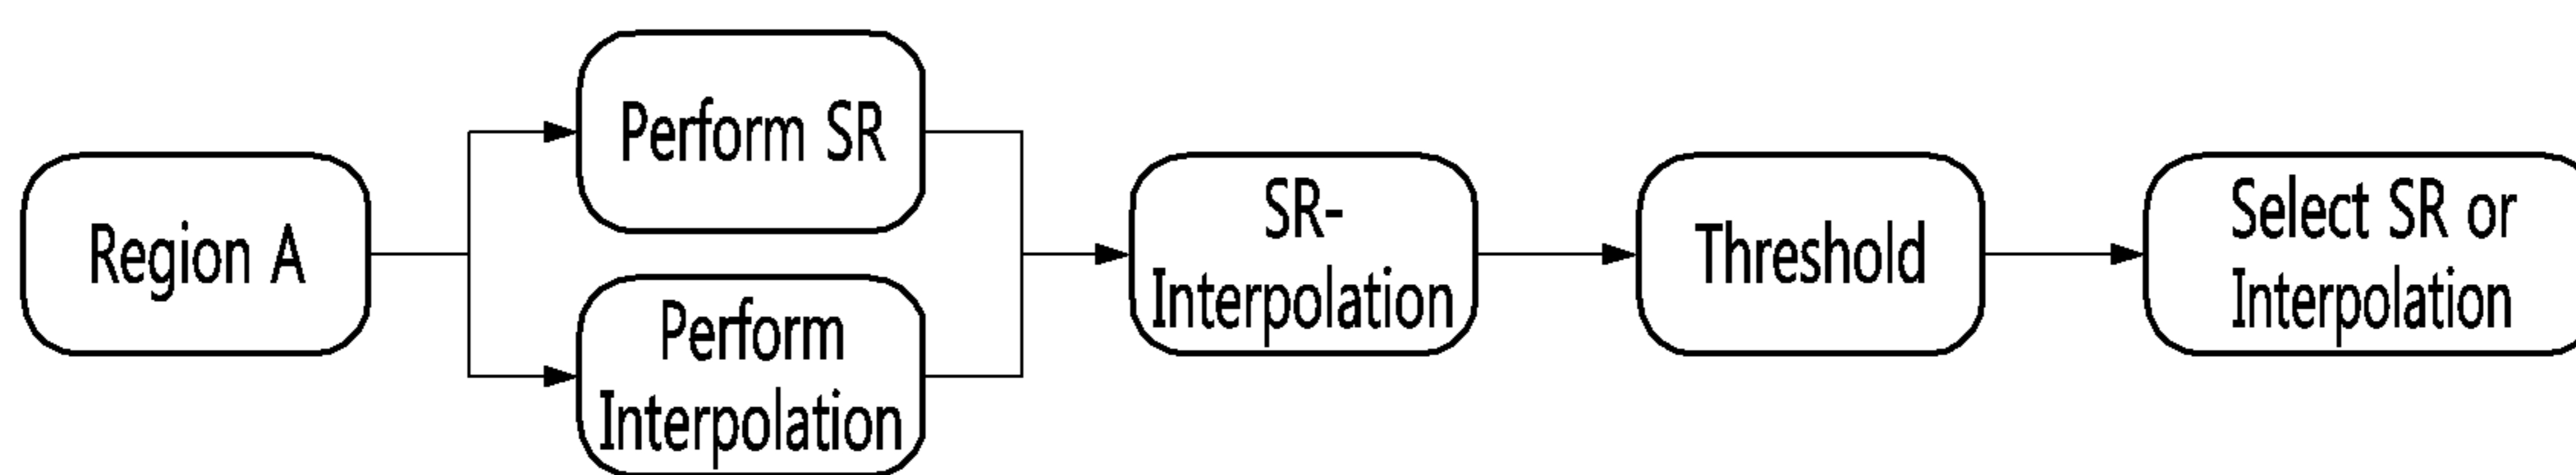 Region A
Perform SR
Perform
Interpolation
SR-
Interpolation
Threshold
Select SR or
Interpolation